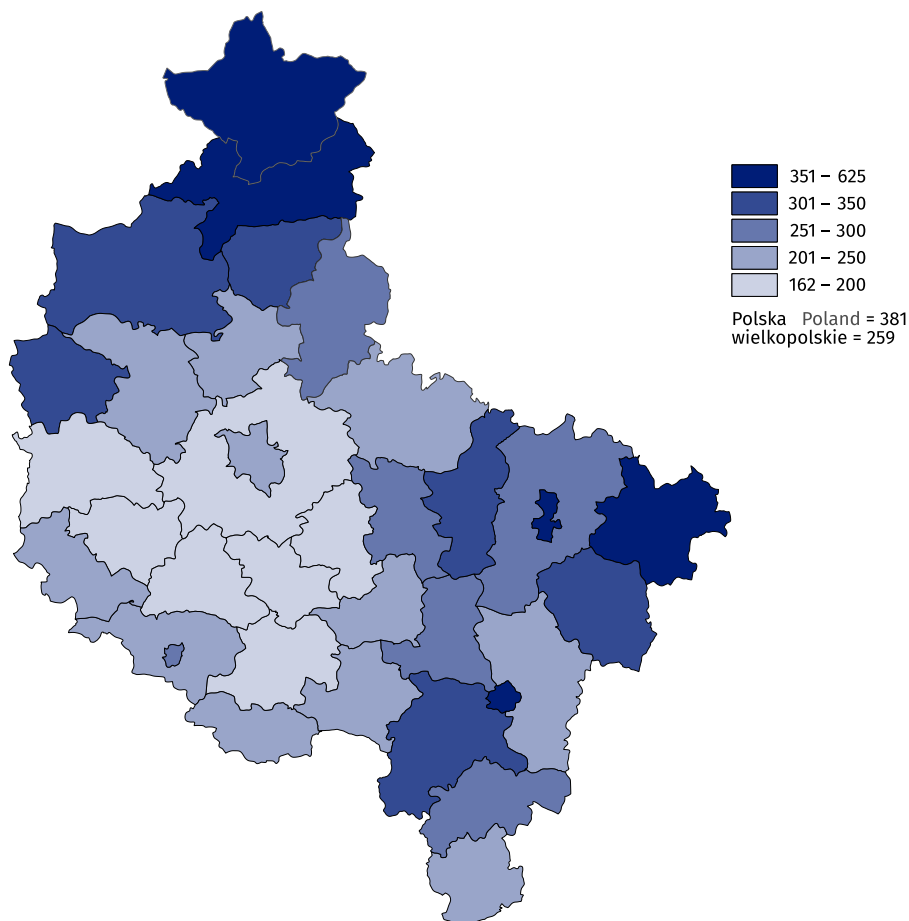 351 – 625
301 – 350
251 – 300
201 – 250
162 – 200
Polska Poland = 381
wielkopolskie = 259